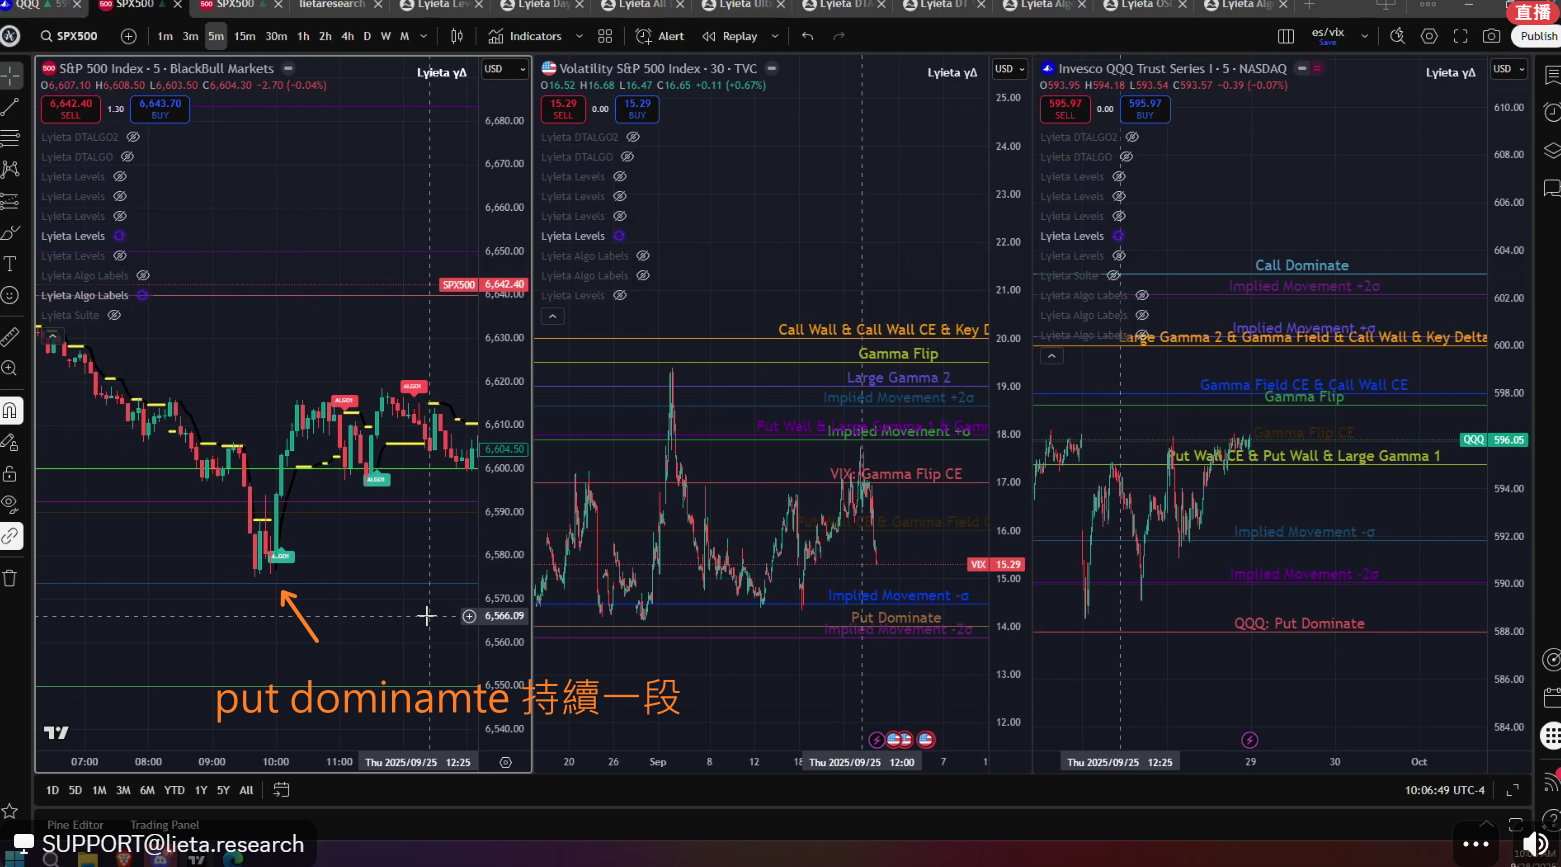 QQQ
SPX500
SPX500
lietaresearch
Lyieta Leve
Lyieta Day
Lyieta All
Lyieta Ulti
Lyieta DTA
Lyieta DT
Lyieta Alg
Lyieta OSC
Lyieta Alg
直播
SPX500
1m 3m 5m 15m 30m 1h 2h 4h D W M
Indicators
Alert
Replay
es/vix
Save
Publish
S&P 500 Index · 5 · BlackBull Markets
O6,607.10 H6,608.50 L6,603.50 C6,604.30 −2.70 (−0.04%)
6,642.40
SELL
1.30
6,643.70
BUY
Lyieta γΔ
USD
Lyieta DTALGO2
Lyieta DTALGO
Lyieta Levels
Lyieta Levels
Lyieta Levels
Lyieta Levels
Lyieta Levels
Lyieta Algo Labels
Lyieta Algo Labels
Lyieta Suite
6,680.00
6,670.00
6,660.00
6,650.00
SPX500 6,642.40
6,640.00
6,630.00
6,620.00
6,610.00
6,604.50
6,600.00
6,590.00
6,580.00
6,570.00
6,566.09
6,560.00
6,550.00
6,540.00
ALGOH
ALGOH
ALGOH
ALGOH
put dominamte 持續一段
07:00 08:00 09:00 10:00 11:00 Thu 2025/09/25 12:25
Volatility S&P 500 Index · 30 · TVC
O16.52 H16.68 L16.47 C16.65 +0.11 (+0.67%)
15.29
SELL
0.00
15.29
BUY
Lyieta γΔ
USD
Lyieta DTALGO2
Lyieta DTALGO
Lyieta Levels
Lyieta Levels
Lyieta Levels
Lyieta Levels
Lyieta Algo Labels
Lyieta Algo Labels
Lyieta Levels
Call Wall & Call Wall CE & Key D
Gamma Flip
Large Gamma 2
Implied Movement +2σ
Put Wall & Large Gamma 1 & Gam
Implied Movement +σ
VIX: Gamma Flip CE
CE & Gamma Field C
Implied Movement -σ
Put Dominate
Implied Movement -2σ
25.00
24.00
23.00
22.00
21.00
20.00
19.00
18.00
17.00
16.00
VIX 15.29
15.00
14.00
13.00
12.00
20 26 Sep 8 12 18 Thu 2025/09/25 12:00 7
Invesco QQQ Trust Series I · 5 · NASDAQ
O593.95 H594.18 L593.54 C593.57 −0.39 (−0.07%)
595.97
SELL
0.00
595.97
BUY
Lyieta γΔ
USD
Lyieta DTALGO2
Lyieta DTALGO
Lyieta Levels
Lyieta Levels
Lyieta Levels
Lyieta Levels
Lyieta Levels
Lyieta Suite
Lyieta Algo Labels
Lyieta Algo Labels
Lyieta Algo Labels
Call Dominate
Implied Movement +2σ
Implied Movement +σ
Large Gamma 2 & Gamma Field & Call Wall & Key Delta
Gamma Field CE & Call Wall CE
Gamma Flip
Gamma Flip CE
Put Wall CE & Put Wall & Large Gamma 1
Implied Movement -σ
Implied Movement -2σ
QQQ: Put Dominate
610.00
608.00
606.00
604.00
602.00
600.00
598.00
QQQ 596.05
594.00
592.00
590.00
588.00
586.00
584.00
Thu 2025/09/25 12:25 29 30 Oct
1D 5D 1M 3M 6M YTD 1Y 5Y All
10:06:49 UTC-4
Pine Editor
Trading Panel
SUPPORT@lieta.research